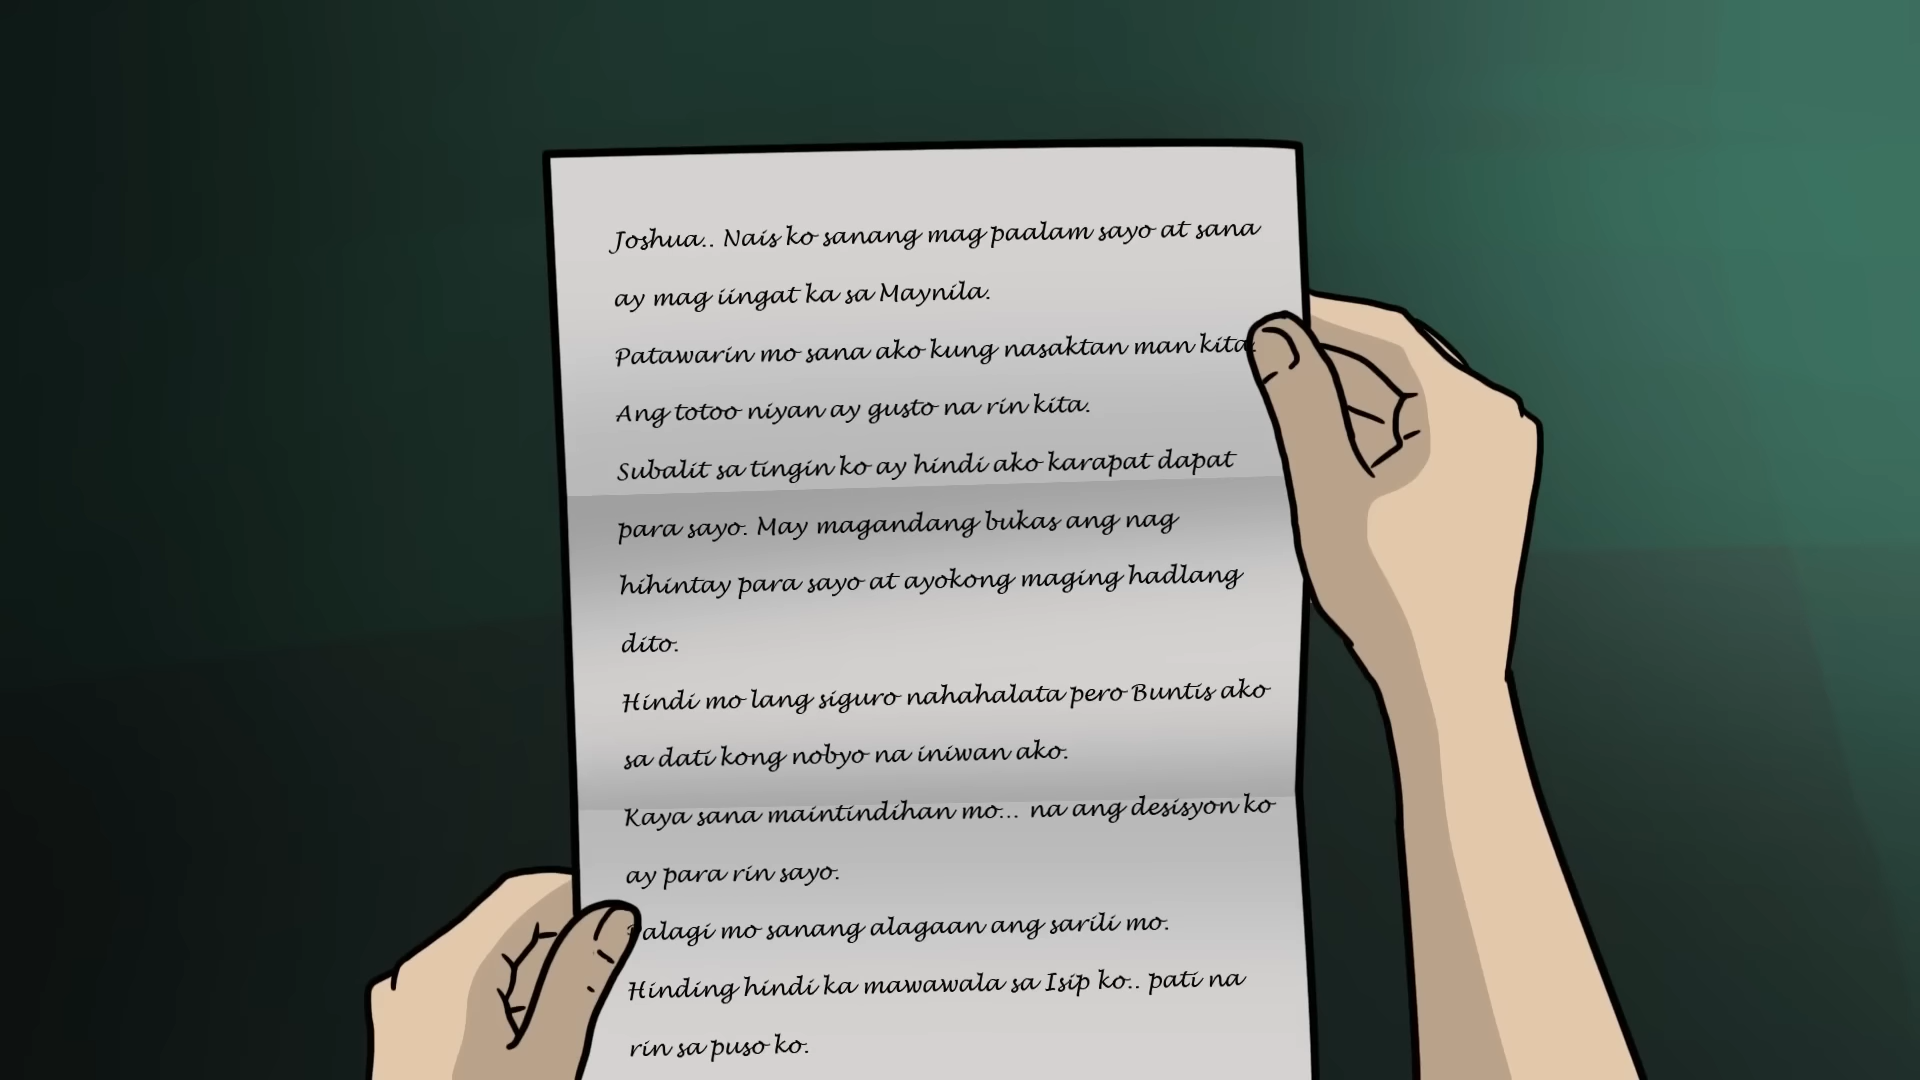 Joshua.. Nais ko sanang mag paalam sayo at sana
ay mag iingat ka sa Maynila.
Patawarin mo sana ako kung nasaktan man kita.
Ang totoo niyan ay gusto na rin kita.
Subalit sa tingin ko ay hindi ako karapat dapat
para sayo. May magandang bukas ang nag
hihintay para sayo at ayokong maging hadlang
dito.
Hindi mo lang siguro nahahalata pero Buntis ako
sa dati kong nobyo na iniwan ako.
Kaya sana maintindihan mo... na ang desisyon ko
ay para rin sayo.
Palagi mo sanang alagaan ang sarili mo.
Hinding hindi ka mawawala sa Isip ko.. pati na
rin sa puso ko.